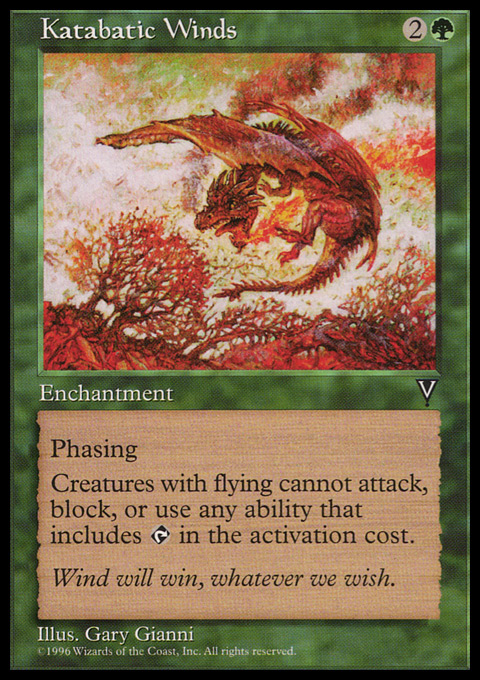 Katabatic Winds 2
Enchantment V
Phasing
Creatures with flying cannot attack,
block, or use any ability that
includes T in the activation cost.
Wind will win, whatever we wish.
Illus. Gary Gianni
©1996 Wizards of the Coast, Inc. All rights reserved.